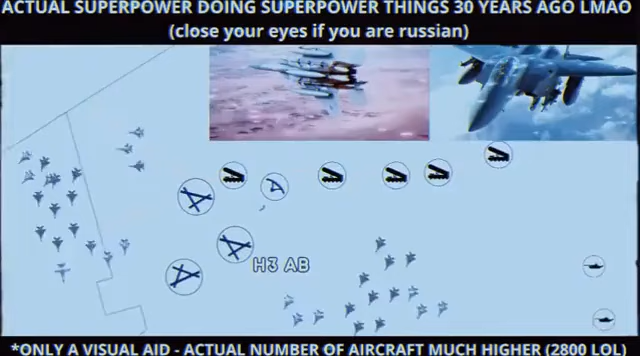 ACTUAL SUPERPOWER DOING SUPERPOWER THINGS 30 YEARS AGO LMAO
(close your eyes if you are russian)
H3 AB
*ONLY A VISUAL AID - ACTUAL NUMBER OF AIRCRAFT MUCH HIGHER (2800 LOL)